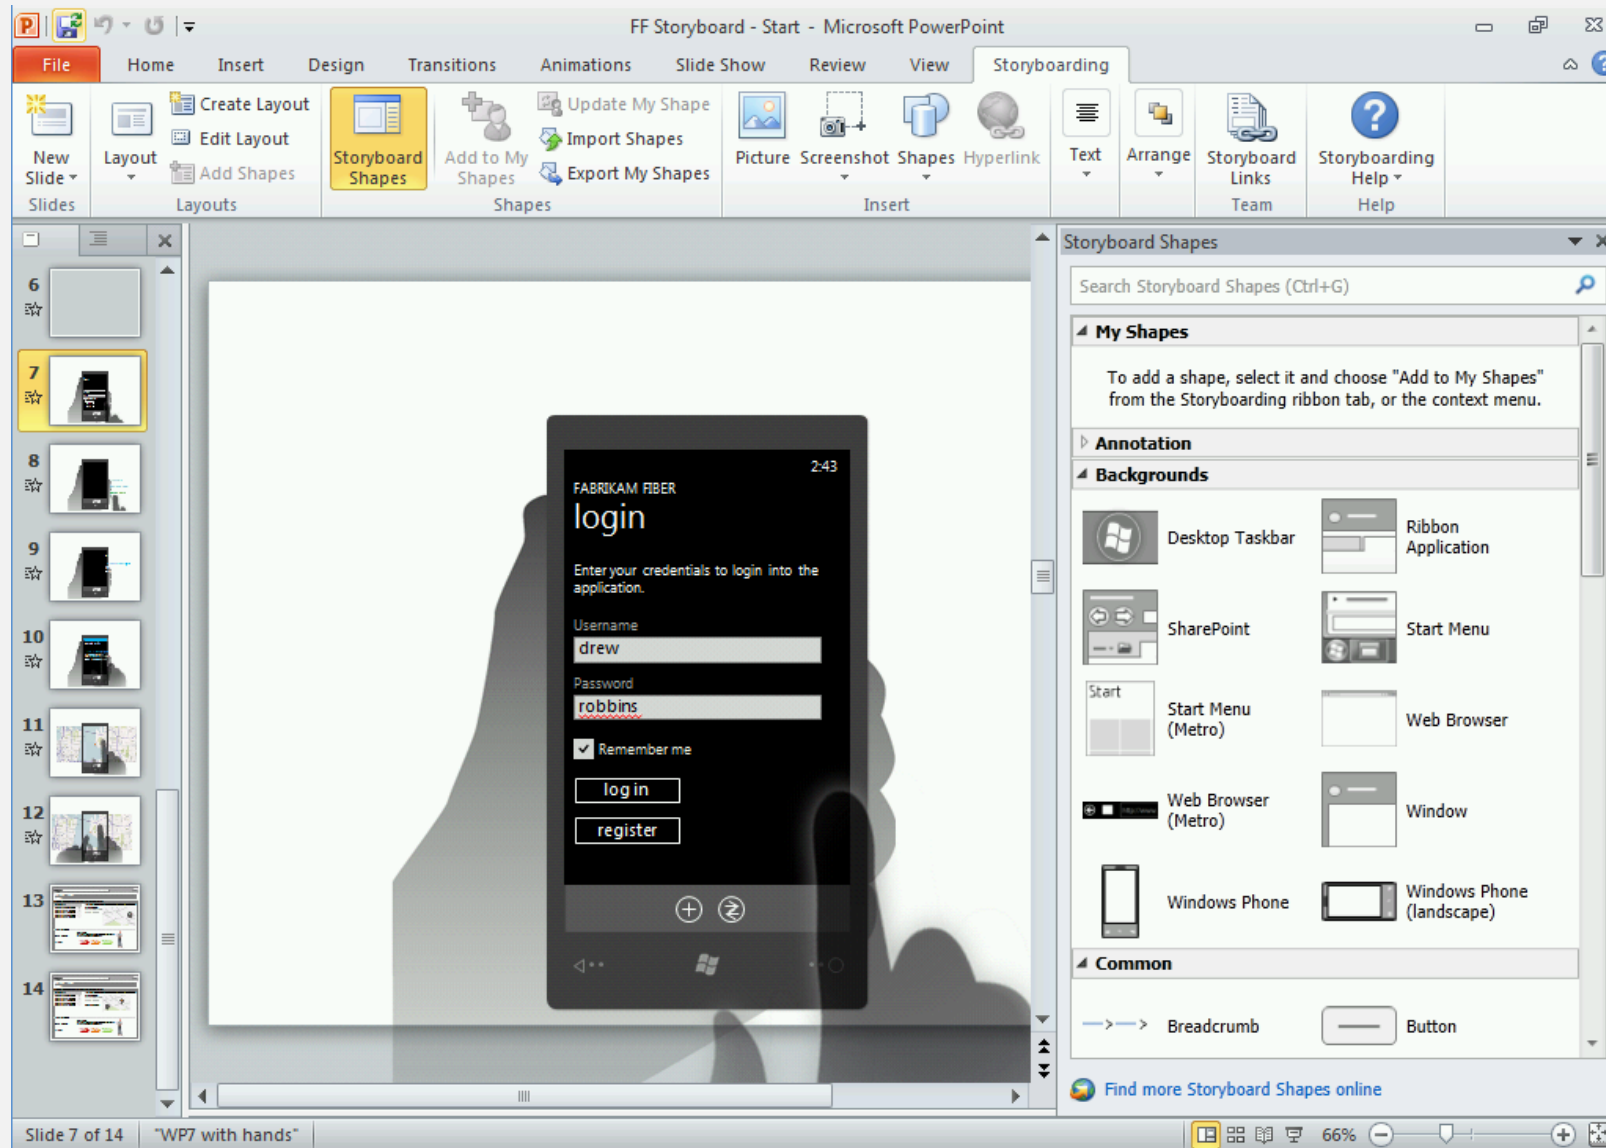 FF Storyboard - Start - Microsoft PowerPoint
File Home Insert Design Transitions Animations Slide Show Review View Storyboarding
New Slide
Layout
Create Layout
Edit Layout
Add Shapes
Storyboard Shapes
Add to My Shapes
Update My Shape
Import Shapes
Export My Shapes
Picture Screenshot Shapes Hyperlink
Text
Arrange
Storyboard Links
Storyboarding Help
Slides Layouts Shapes Insert Team Help
6
7
8
9
10
11
12
13
14
2:43
FABRIKAM FIBER
login
Enter your credentials to login into the
application.
Username
drew
Password
robbins
Remember me
log in
register
Storyboard Shapes
Search Storyboard Shapes (Ctrl+G)
My Shapes
To add a shape, select it and choose "Add to My Shapes"
from the Storyboarding ribbon tab, or the context menu.
Annotation
Backgrounds
Desktop Taskbar
Ribbon
Application
SharePoint
Start Menu
Start
Start Menu
(Metro)
Web Browser
Web Browser
(Metro)
Window
Windows Phone
Windows Phone
(landscape)
Common
Breadcrumb
Button
Find more Storyboard Shapes online
Slide 7 of 14 "WP7 with hands" 66%